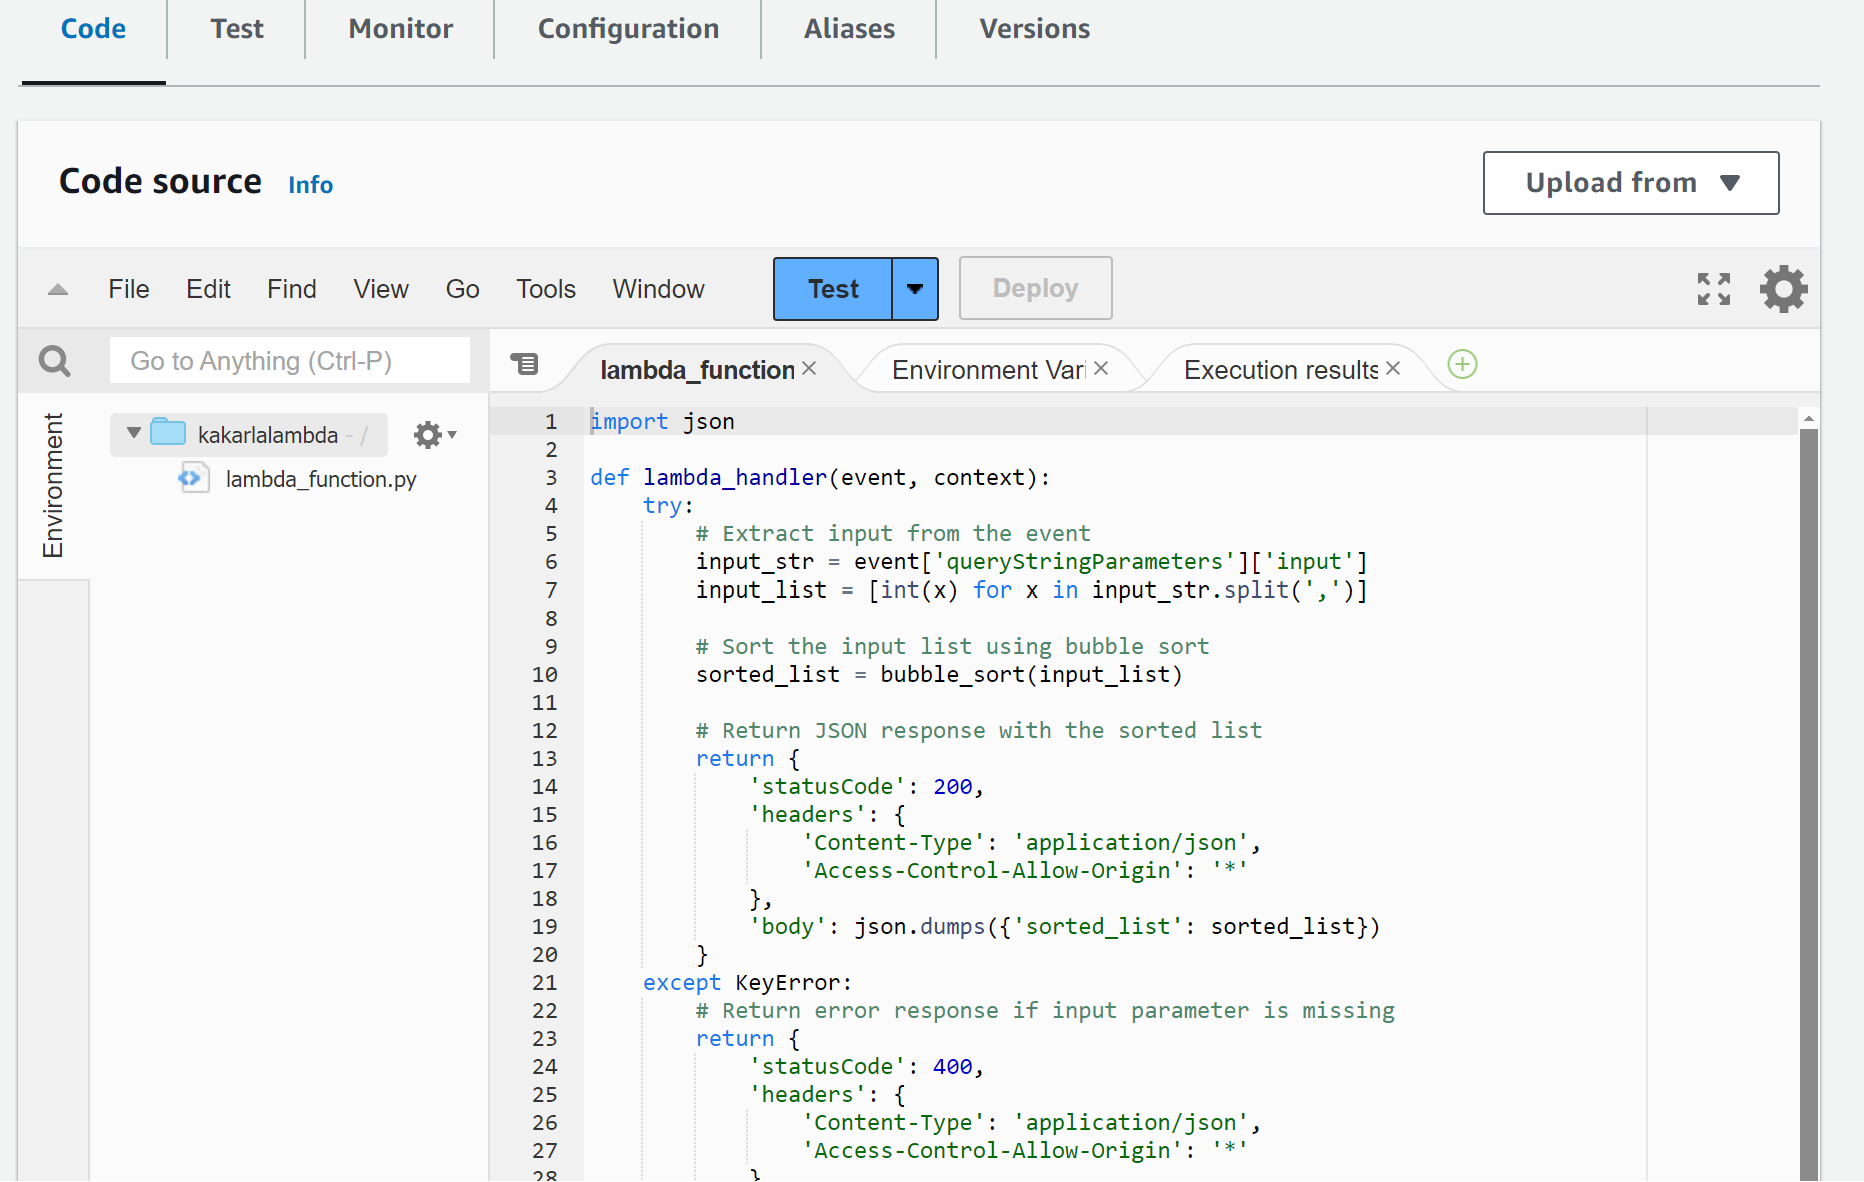 Code Test Monitor Configuration Aliases Versions
Code source Info Upload from
File Edit Find View Go Tools Window Test Deploy
Go to Anything (Ctrl-P) lambda_function Environment Vari Execution results
Environment
kakarlalambda - /
lambda_function.py
1 import json
2
3 def lambda_handler(event, context):
4     try:
5         # Extract input from the event
6         input_str = event['queryStringParameters']['input']
7         input_list = [int(x) for x in input_str.split(',')]
8
9         # Sort the input list using bubble sort
10         sorted_list = bubble_sort(input_list)
11
12         # Return JSON response with the sorted list
13         return {
14             'statusCode': 200,
15             'headers': {
16                 'Content-Type': 'application/json',
17                 'Access-Control-Allow-Origin': '*'
18             },
19             'body': json.dumps({'sorted_list': sorted_list})
20         }
21     except KeyError:
22         # Return error response if input parameter is missing
23         return {
24             'statusCode': 400,
25             'headers': {
26                 'Content-Type': 'application/json',
27                 'Access-Control-Allow-Origin': '*'
28             }